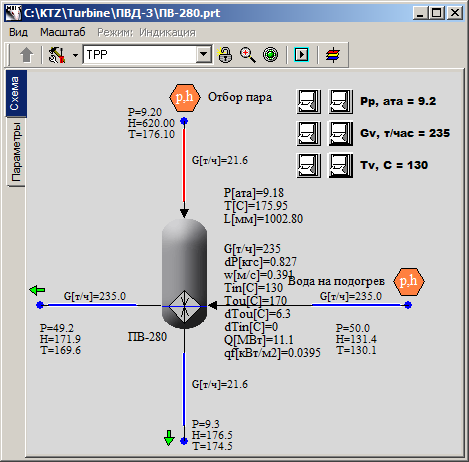 C:\KTZ\Turbine\ПВД-3\ПВ-280.prt
Вид Масштаб Режим: Индикация
TPP
Схема
Параметры
p,h
Отбор пара
P=9.20
H=620.00
T=176.10
Pp, ата = 9.2
Gv, т/час = 235
Tv, C = 130
G[т/ч]=21.6
P[ата]=9.18
T[C]=175.95
L[мм]=1002.80
G[т/ч]=235
dP[кгс]=0.827
w[м/с]=0.391
Tin[C]=130
Tou[C]=170
dTou[C]=6.3
dTin[C]=0
Q[МВт]=11.1
qf[кВт/м2]=0.0395
Вода на подогрев
p,h
G[т/ч]=235.0
G[т/ч]=235.0
P=49.2
H=171.9
T=169.6
ПВ-280
P=50.0
H=131.4
T=130.1
G[т/ч]=21.6
P=9.3
H=176.5
T=174.5